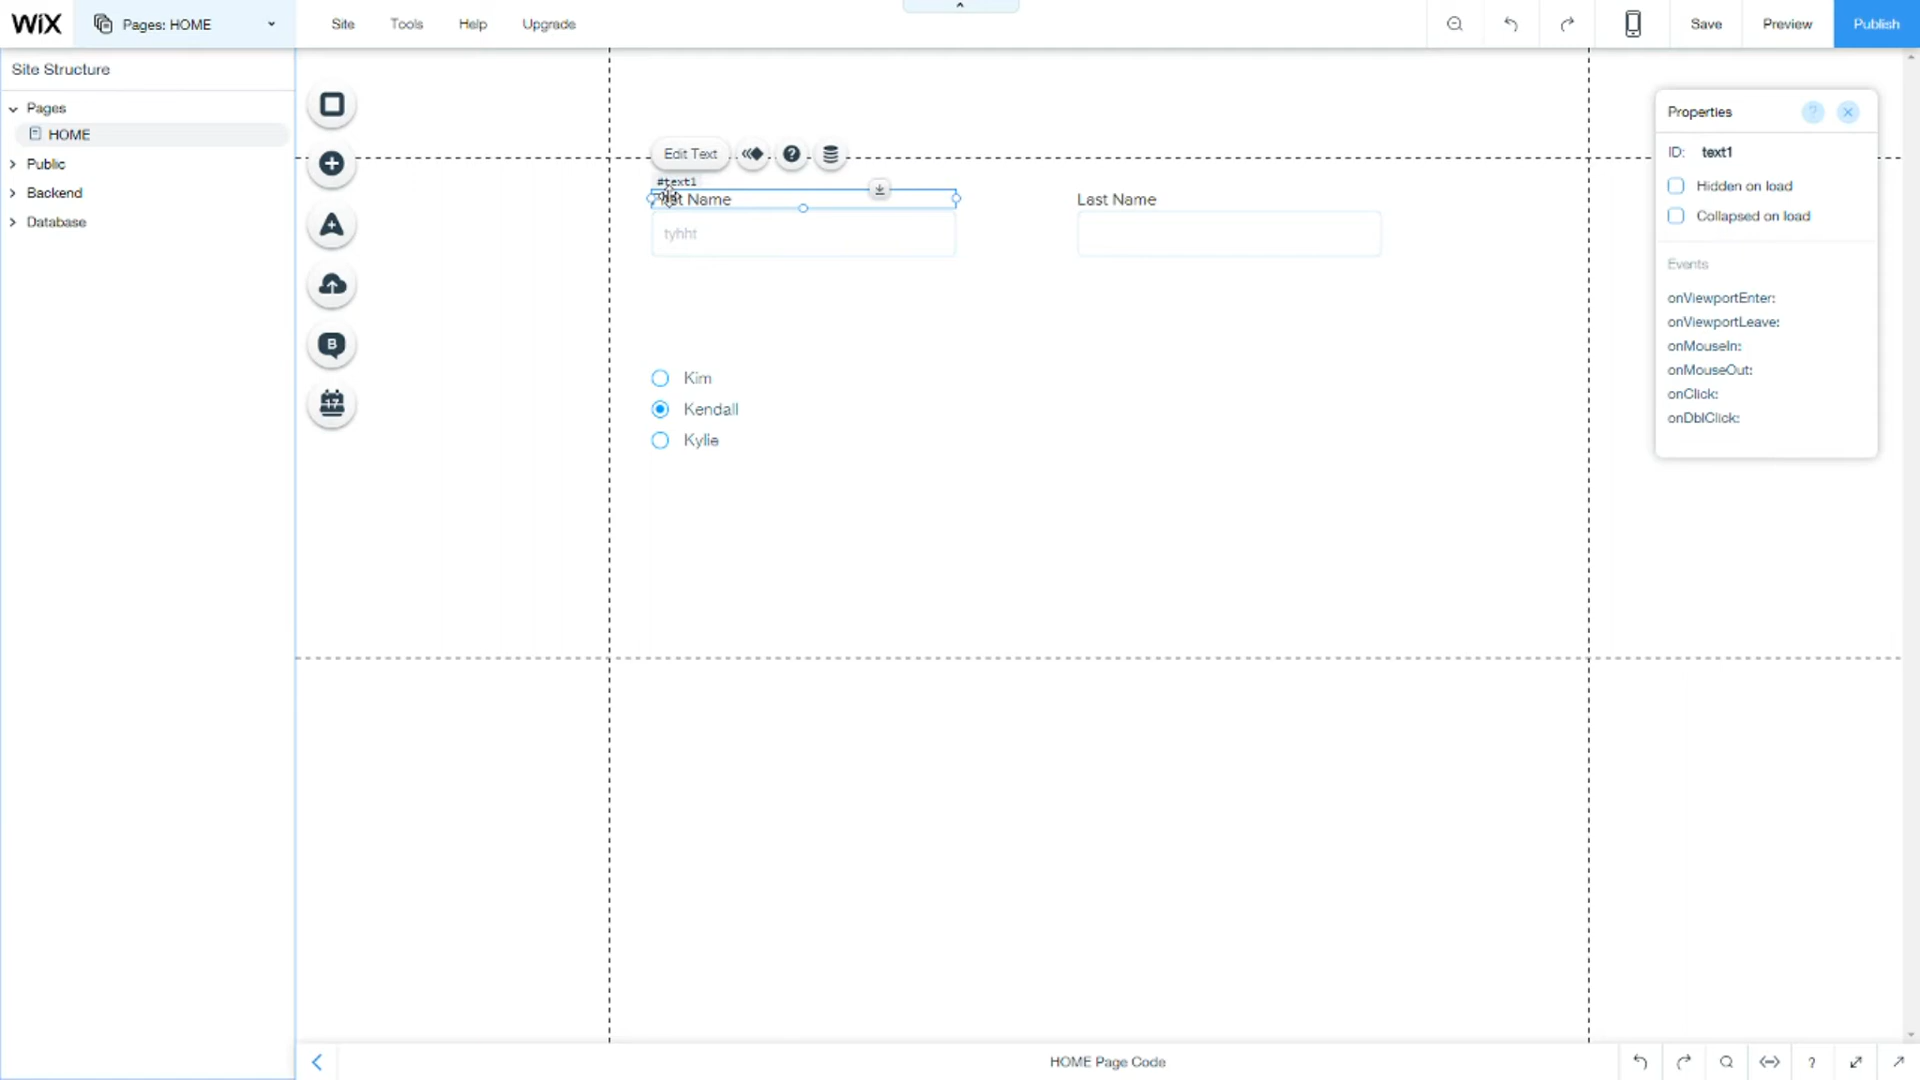 WiX
Pages: HOME
Site
Tools
Help
Upgrade
Save
Preview
Publish
Site Structure
Pages
HOME
Public
Backend
Database
Edit Text
#text1
Name
tyhht
Last Name
Kim
Kendall
Kylie
Properties
?
ID: text1
Hidden on load
Collapsed on load
Events
onViewportEnter:
onViewportLeave:
onMouseIn:
onMouseOut:
onClick:
onDblClick:
B
17
HOME Page Code
?